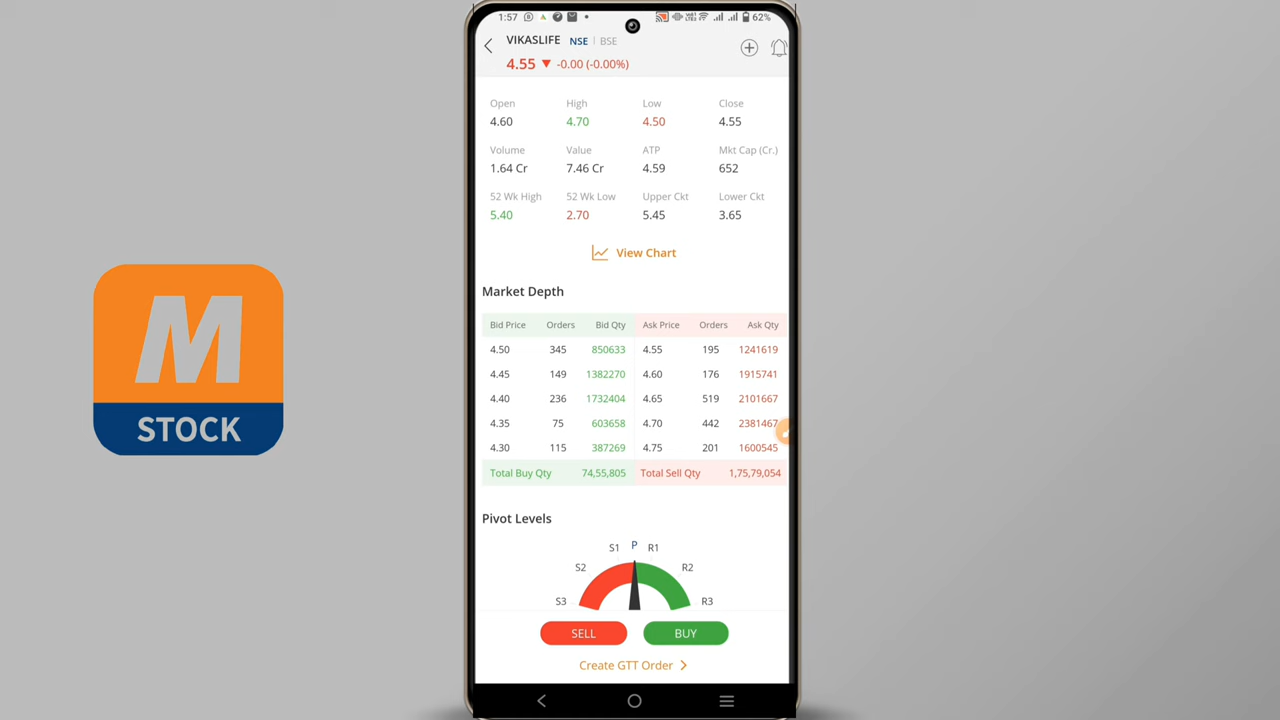 1:57
62%
VIKASLIFE NSE | BSE
4.55 ▼ -0.00 (-0.00%)
Open High Low Close
4.60 4.70 4.50 4.55
Volume Value ATP Mkt Cap (Cr.)
1.64 Cr 7.46 Cr 4.59 652
52 Wk High 52 Wk Low Upper Ckt Lower Ckt
5.40 2.70 5.45 3.65
View Chart
Market Depth
Bid Price Orders Bid Qty Ask Price Orders Ask Qty
4.50 345 850633 4.55 195 1241619
4.45 149 1382270 4.60 176 1915741
4.40 236 1732404 4.65 519 2101667
4.35 75 603658 4.70 442 2381467
4.30 115 387269 4.75 201 1600545
Total Buy Qty 74,55,805 Total Sell Qty 1,75,79,054
Pivot Levels
S1 P R1
S2 R2
S3 R3
SELL BUY
Create GTT Order >
M
STOCK